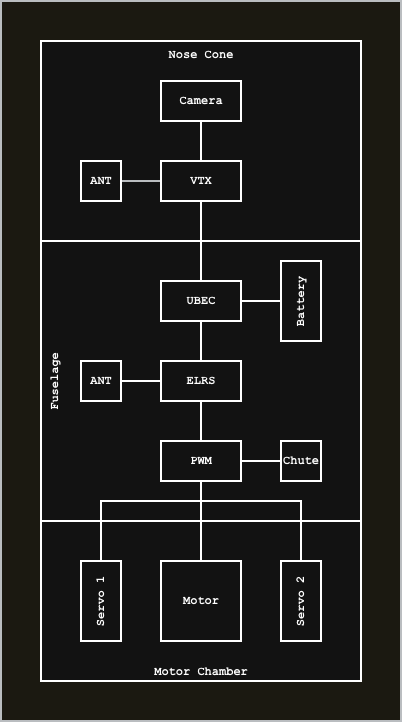 Nose Cone
Camera
ANT
VTX
UBEC
Battery
Fuselage
ANT
ELRS
PWM
Chute
Servo 1
Motor
Servo 2
Motor Chamber